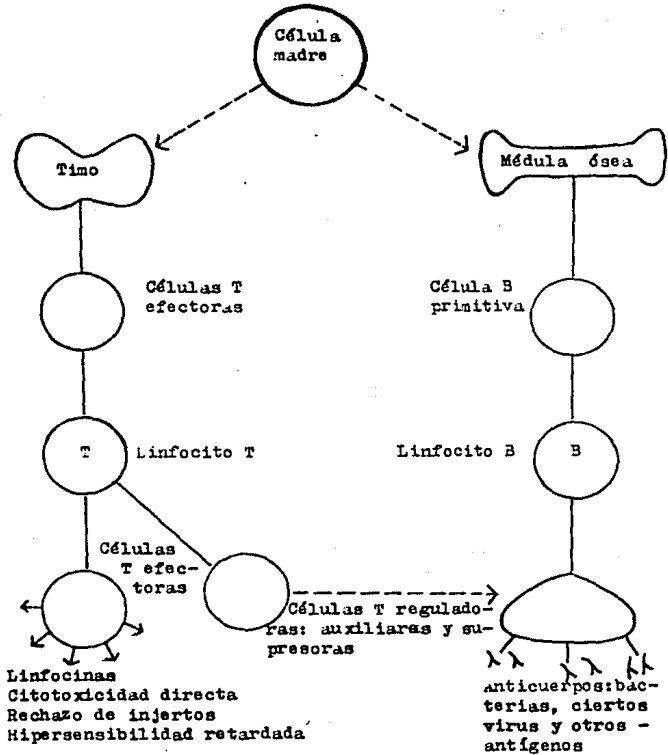 Célula
madre
Timo
Médula ósea
Células T
efectoras
Célula B
primitiva
T
Linfocito T
Linfocito B
B
Células
T efec-
toras
Células T regulado-
ras: auxiliares y su-
presoras
Linfocinas
Citotoxicidad directa
Rechazo de injertos
Hipersensibilidad retardada
Anticuerpos:bac-
terias, ciertos
virus y otros -
antígenos